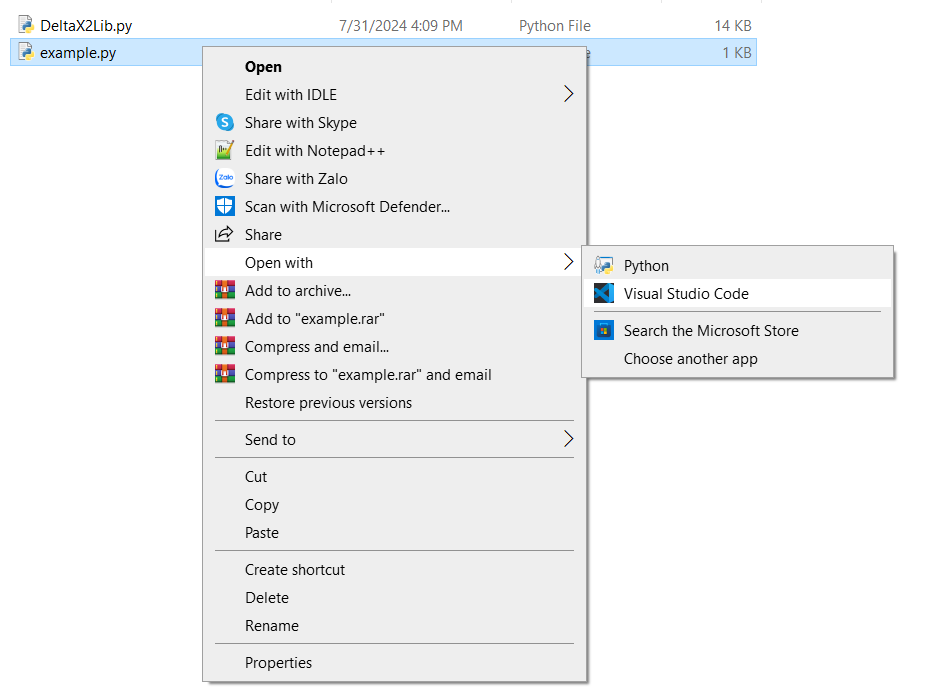 DeltaX2Lib.py 7/31/2024 4:09 PM Python File 14 KB
example.py 1 KB
Open
Edit with IDLE
Share with Skype
Edit with Notepad++
Share with Zalo
Scan with Microsoft Defender...
Share
Open with
Add to archive...
Add to "example.rar"
Compress and email...
Compress to "example.rar" and email
Restore previous versions
Send to
Cut
Copy
Paste
Create shortcut
Delete
Rename
Properties
Python
Visual Studio Code
Search the Microsoft Store
Choose another app